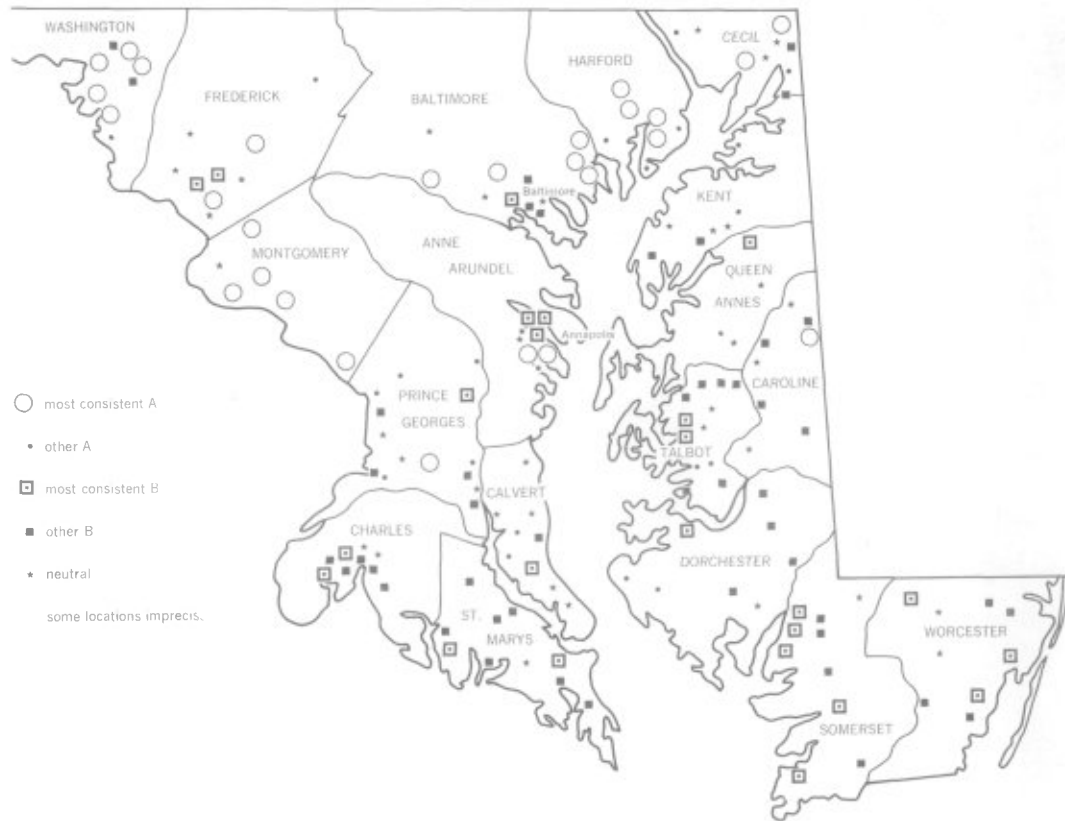 WASHINGTON
CECIL
HARFORD
FREDERICK
BALTIMORE
Baltimore
KENT
MONTGOMERY
ANNE
ARUNDEL
QUEEN
ANNES
Annapolis
CAROLINE
PRINCE
GEORGES
TALBOT
CALVERT
CHARLES
DORCHESTER
ST.
MARYS
WORCESTER
SOMERSET
most consistent A
other A
most consistent B
other B
neutral
some locations imprecis.